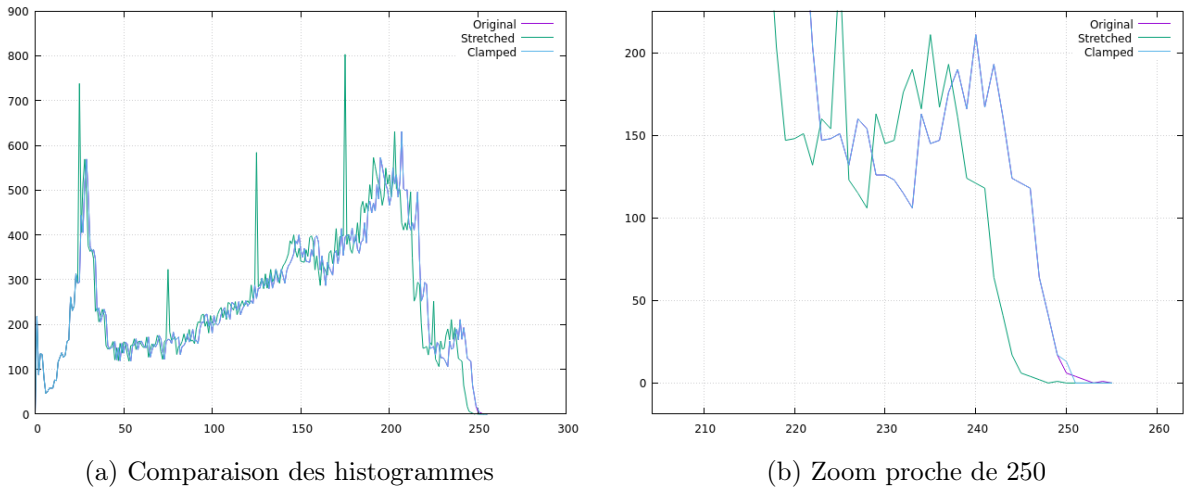 900
800
700
600
500
400
300
200
100
0
0 50 100 150 200 250 300
Original
Stretched
Clamped
(a) Comparaison des histogrammes
200
150
100
50
0
210 220 230 240 250 260
Original
Stretched
Clamped
(b) Zoom proche de 250